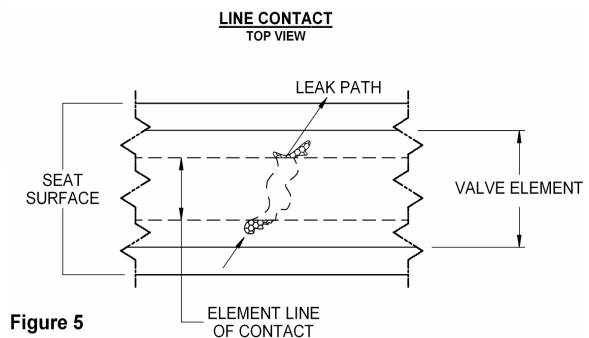 LINE CONTACT
TOP VIEW
LEAK PATH
SEAT
SURFACE
VALVE ELEMENT
ELEMENT LINE
OF CONTACT
Figure 5